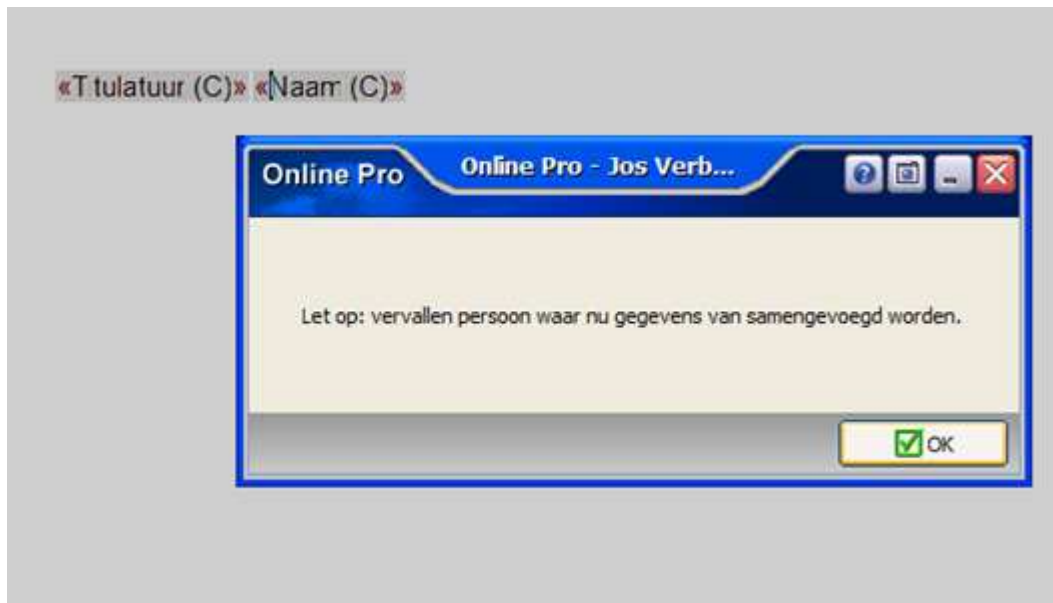 «Titulatuur (C)» «Naam (C)»
Online Pro
Online Pro - Jos Verb...
Let op: vervallen persoon waar nu gegevens van samengevoegd worden.
OK